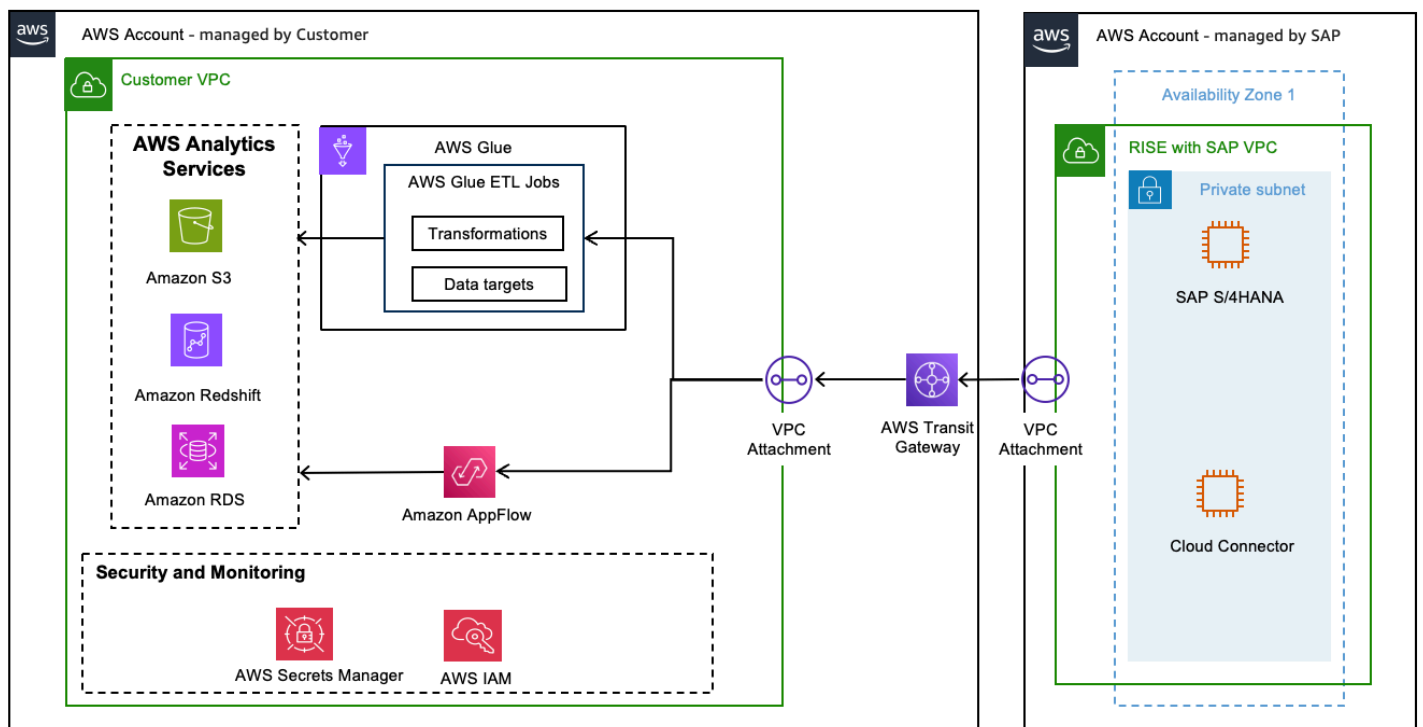 aws
AWS Account - managed by Customer
Customer VPC
AWS Analytics
Services
Amazon S3
Amazon Redshift
Amazon RDS
AWS Glue
AWS Glue ETL Jobs
Transformations
Data targets
Amazon AppFlow
VPC
Attachment
AWS Transit
Gateway
Security and Monitoring
AWS Secrets Manager
AWS IAM
aws
AWS Account - managed by SAP
Availability Zone 1
RISE with SAP VPC
Private subnet
SAP S/4HANA
VPC
Attachment
Cloud Connector